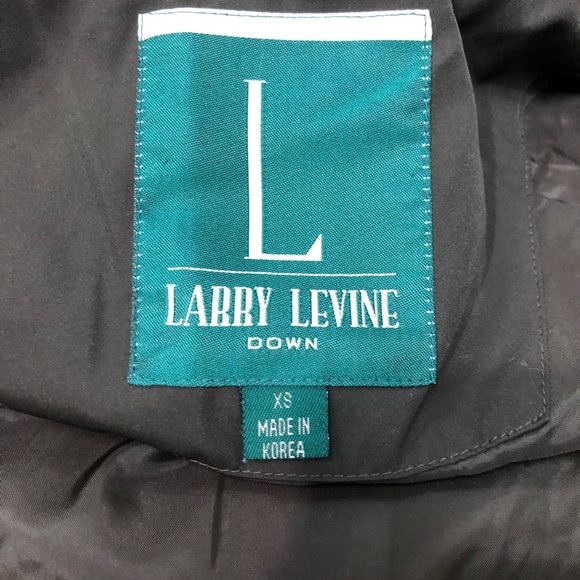 L
LARRY LEVINE
DOWN
XS
MADE IN
KOREA